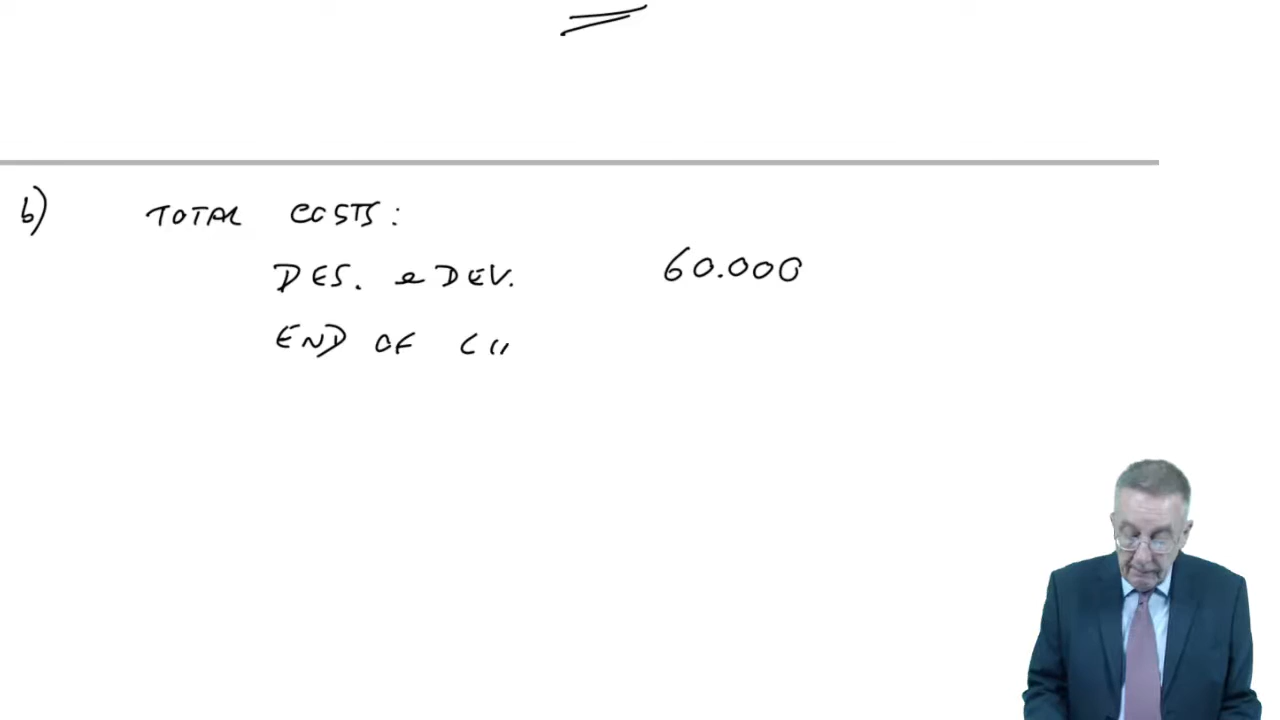 b) TOTAL COSTS:
DES. & DEV. 60.000
END OF